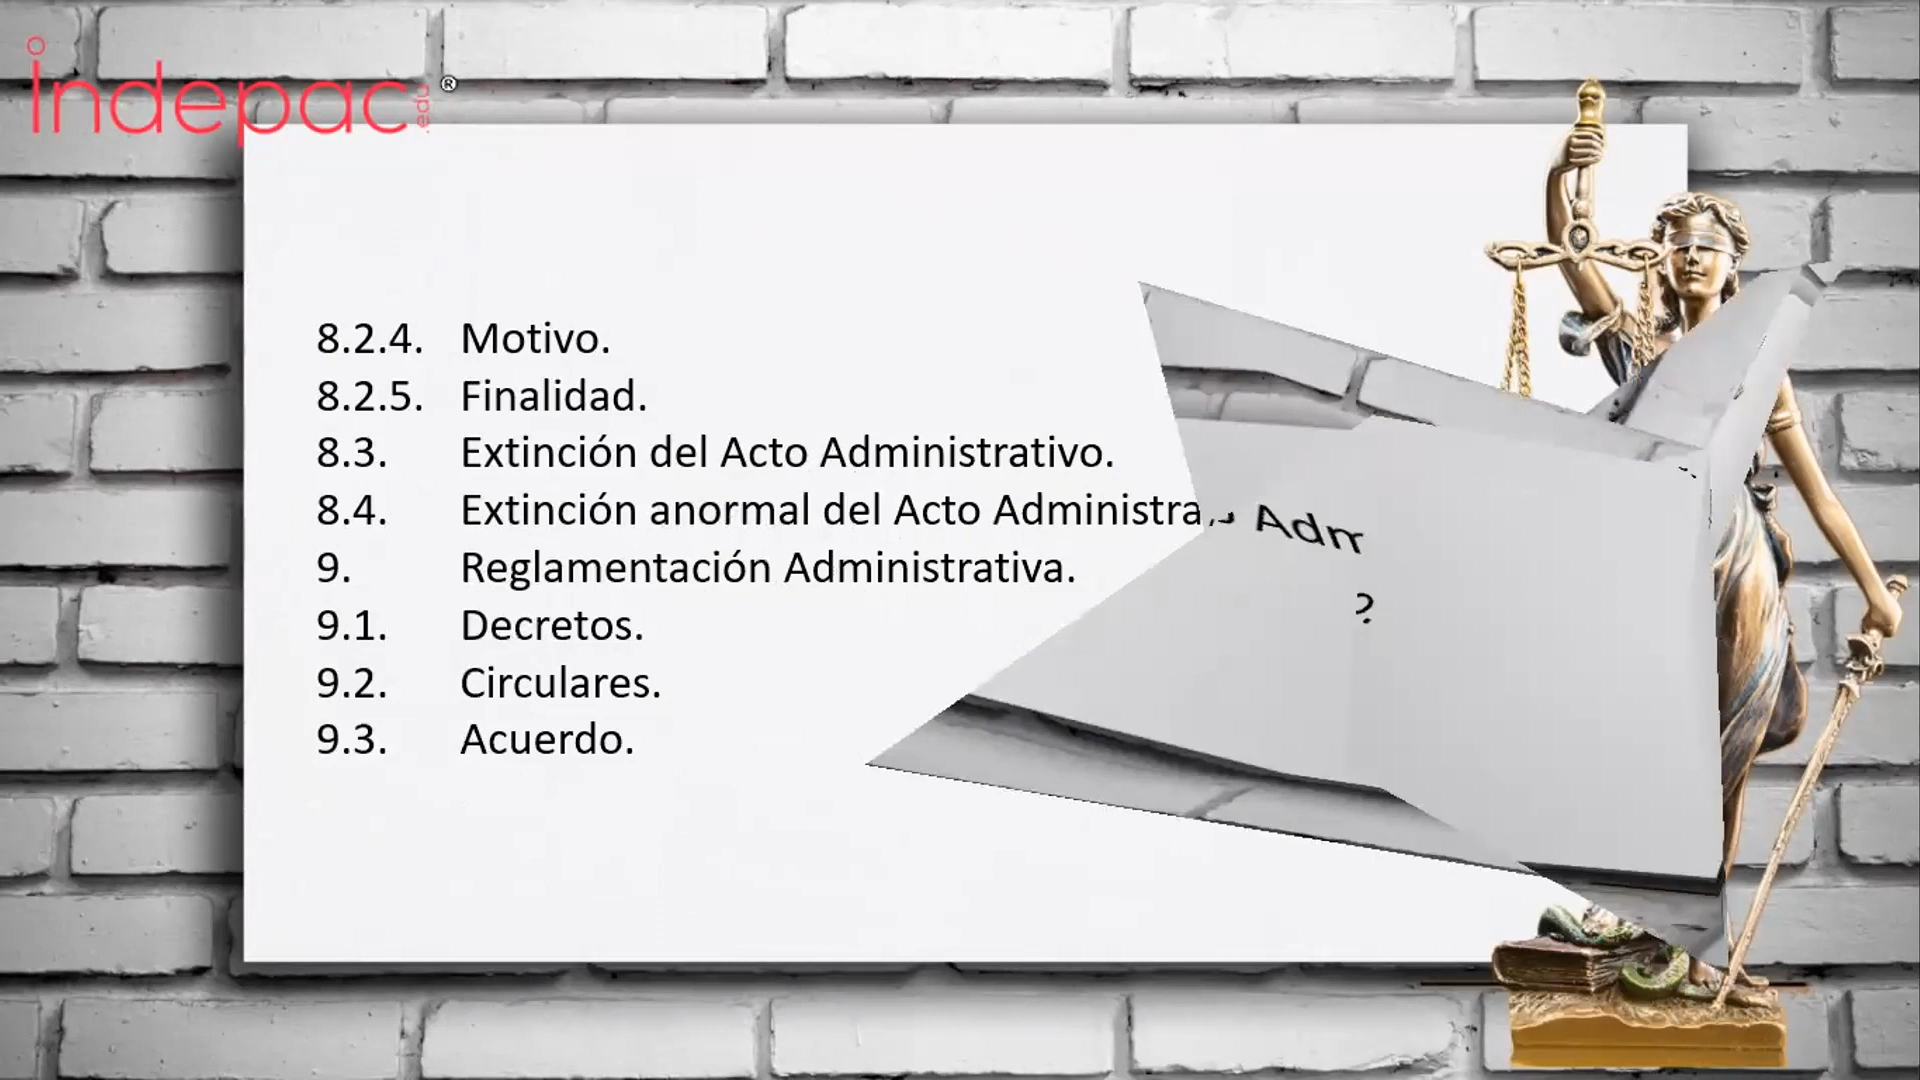 indepac.edu ®
8.2.4. Motivo.
8.2.5. Finalidad.
8.3. Extinción del Acto Administrativo.
8.4. Extinción anormal del Acto Administra
9. Reglamentación Administrativa.
9.1. Decretos.
9.2. Circulares.
9.3. Acuerdo.
?